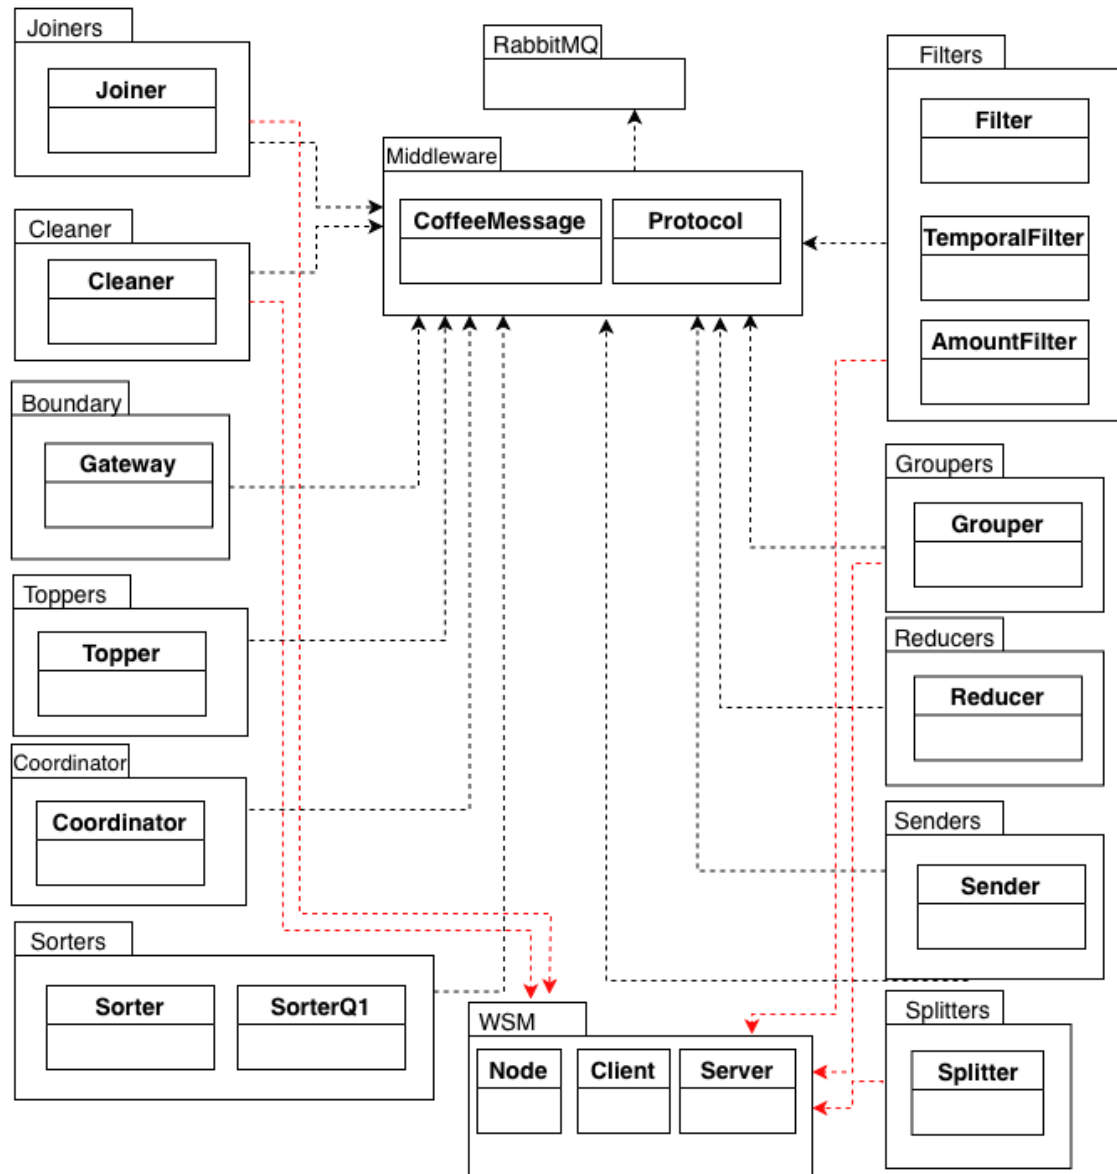 Joiners
Joiner
RabbitMQ
Filters
Filter
TemporalFilter
AmountFilter
Middleware
CoffeeMessage
Protocol
Cleaner
Cleaner
Boundary
Gateway
Groupers
Grouper
Toppers
Topper
Reducers
Reducer
Coordinator
Coordinator
Senders
Sender
Sorters
Sorter
SorterQ1
WSM
Node
Client
Server
Splitters
Splitter